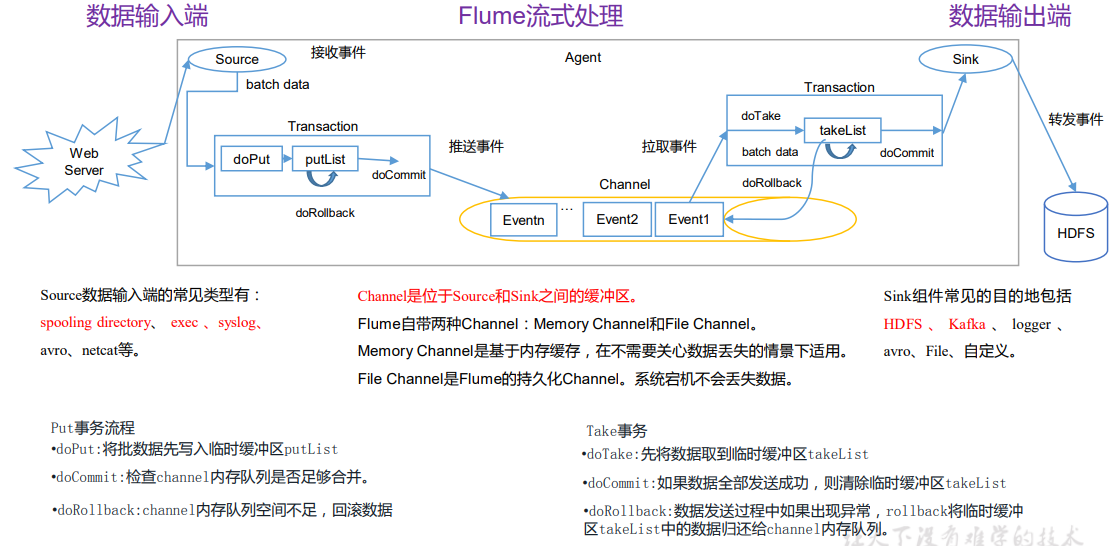 数据输入端
Flume流式处理
数据输出端
Source
接收事件
Agent
Sink
batch data
Transaction
Transaction
Web
Server
doPut
putList
doCommit
doRollback
推送事件
拉取事件
doTake
takeList
batch data
doCommit
doRollback
转发事件
Channel
Eventn
...
Event2
Event1
HDFS
Source数据输入端的常见类型有：
spooling directory、 exec 、syslog、
avro、netcat等。
Channel是位于Source和Sink之间的缓冲区。
Flume自带两种Channel：Memory Channel和File Channel。
Memory Channel是基于内存缓存，在不需要关心数据丢失的情景下适用。
File Channel是Flume的持久化Channel。系统宕机不会丢失数据。
Sink组件常见的目的地包括
HDFS 、 Kafka 、 logger 、
avro、File、自定义。
Put事务流程
•doPut:将批数据先写入临时缓冲区putList
•doCommit:检查channel内存队列是否足够合并。
•doRollback:channel内存队列空间不足，回滚数据
Take事务
•doTake:先将数据取到临时缓冲区takeList
•doCommit:如果数据全部发送成功，则清除临时缓冲区takeList
•doRollback:数据发送过程中如果出现异常，rollback将临时缓冲
区takeList中的数据归还给channel内存队列。
天下没有难学的技术